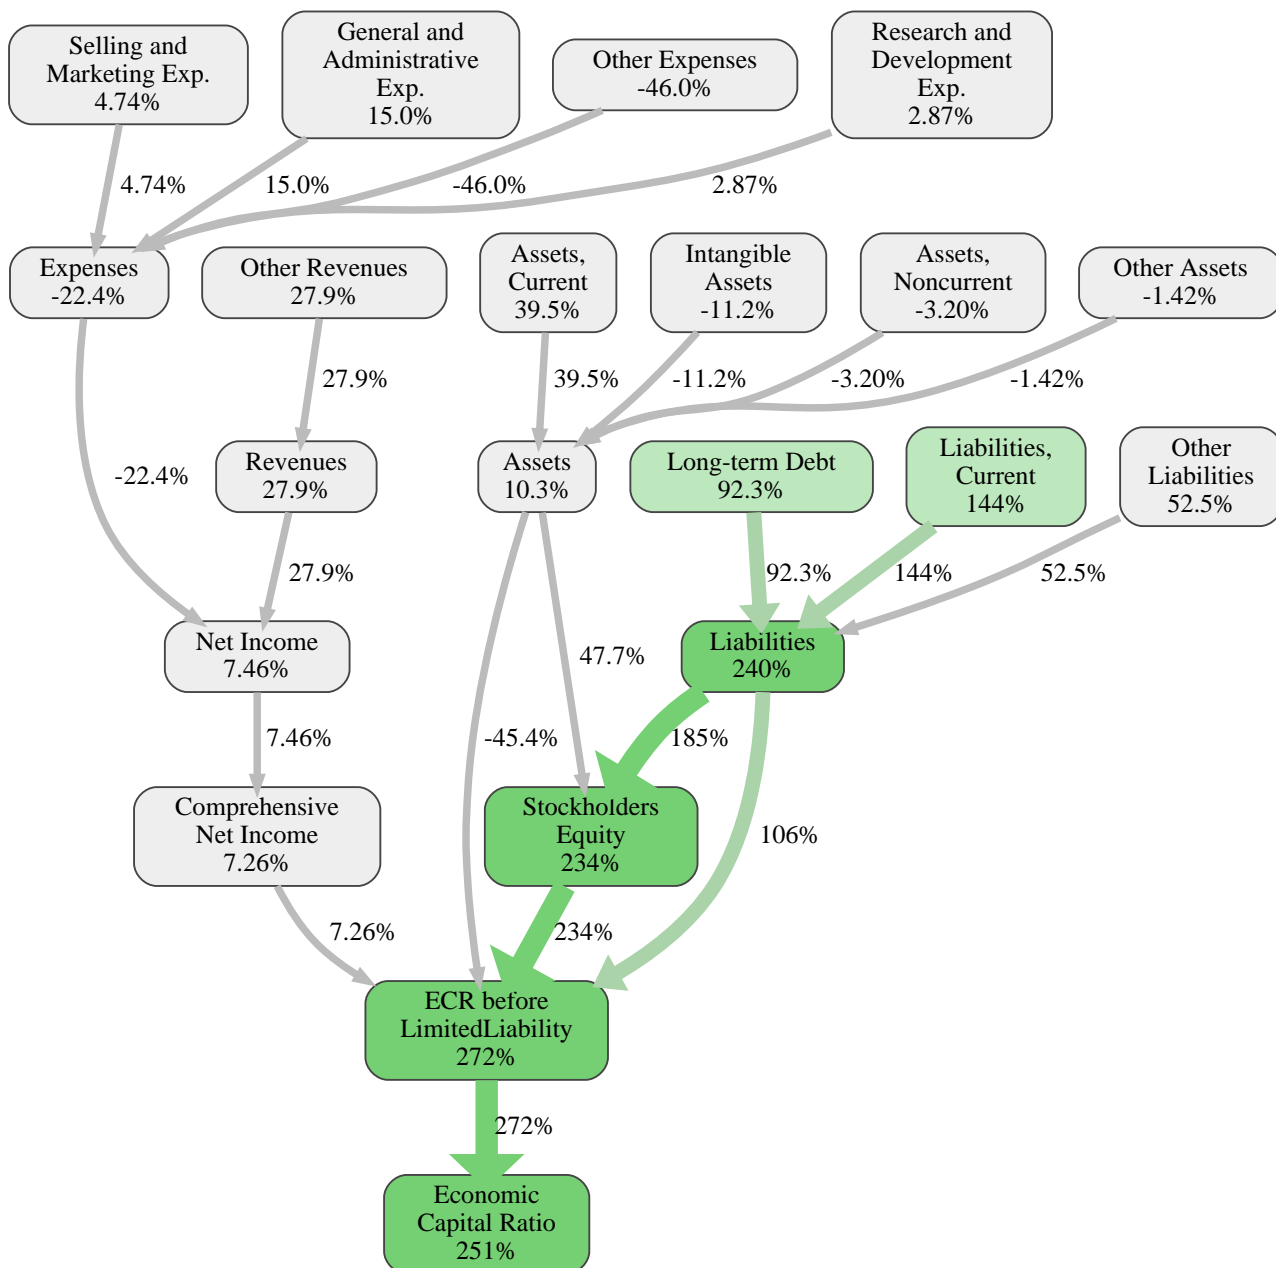 Selling and
Marketing Exp.
4.74%
General and
Administrative
Exp.
15.0%
Other Expenses
-46.0%
Research and
Development
Exp.
2.87%
4.74%
15.0%
-46.0%
2.87%
Expenses
-22.4%
Other Revenues
27.9%
Assets,
Current
39.5%
Intangible
Assets
-11.2%
Assets,
Noncurrent
-3.20%
Other Assets
-1.42%
27.9%
39.5%
-11.2%
-3.20%
-1.42%
Revenues
27.9%
Assets
10.3%
Long-term Debt
92.3%
Liabilities,
Current
144%
Other
Liabilities
52.5%
-22.4%
27.9%
92.3%
144%
52.5%
Net Income
7.46%
47.7%
Liabilities
240%
7.46%
-45.4%
185%
Comprehensive
Net Income
7.26%
Stockholders
Equity
234%
106%
7.26%
234%
ECR before
LimitedLiability
272%
272%
Economic
Capital Ratio
251%